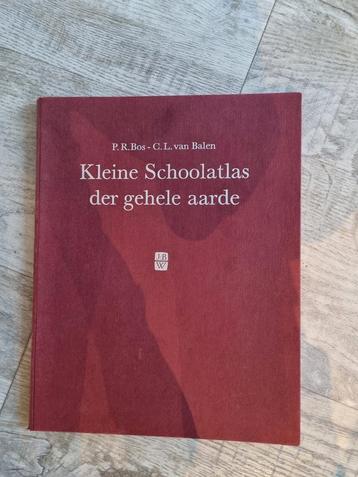 P. R. Bos - C. L. van Balen
Kleine Schoolatlas
der gehele aarde
J B
W